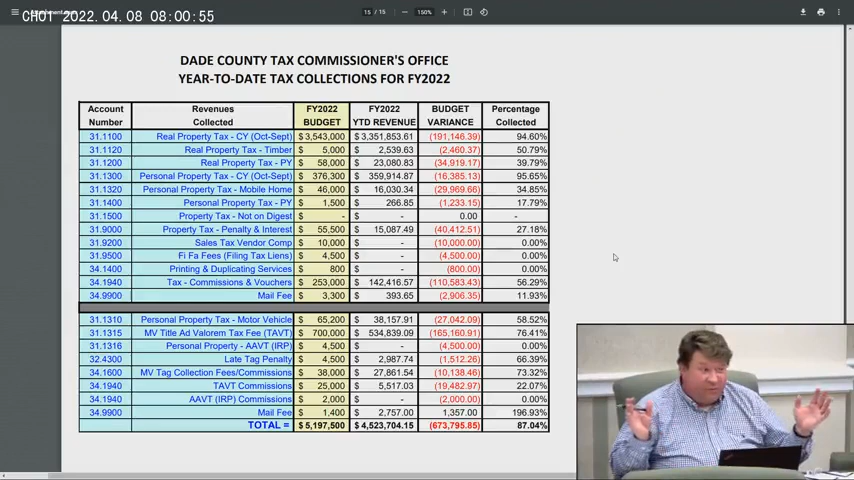 CH01 2022.04.08 08:00:55
15 / 15
150%
DADE COUNTY TAX COMMISSIONER'S OFFICE
YEAR-TO-DATE TAX COLLECTIONS FOR FY2022
Account Number Revenues Collected FY2022 BUDGET FY2022 YTD REVENUE BUDGET VARIANCE Percentage Collected
31.1100 Real Property Tax - CY (Oct-Sept) $ 3,543,000 $ 3,351,853.61 (191,146.39) 94.60%
31.1120 Real Property Tax - Timber $ 5,000 $ 2,539.63 (2,460.37) 50.79%
31.1200 Real Property Tax - PY $ 58,000 $ 23,080.83 (34,919.17) 39.79%
31.1300 Personal Property Tax - CY (Oct-Sept) $ 376,300 $ 359,914.87 (16,385.13) 95.65%
31.1320 Personal Property Tax - Mobile Home $ 46,000 $ 16,030.34 (29,969.66) 34.85%
31.1400 Personal Property Tax - PY $ 1,500 $ 266.85 (1,233.15) 17.79%
31.1500 Property Tax - Not on Digest $ - $ - 0.00 -
31.9000 Property Tax - Penalty & Interest $ 55,500 $ 15,087.49 (40,412.51) 27.18%
31.9200 Sales Tax Vendor Comp $ 10,000 $ - (10,000.00) 0.00%
31.9500 Fi Fa Fees (Filing Tax Liens) $ 4,500 $ - (4,500.00) 0.00%
34.1400 Printing & Duplicating Services $ 800 $ - (800.00) 0.00%
34.1940 Tax - Commissions & Vouchers $ 253,000 $ 142,416.57 (110,583.43) 56.29%
34.9900 Mail Fee $ 3,300 $ 393.65 (2,906.35) 11.93%
31.1310 Personal Property Tax - Motor Vehicle $ 65,200 $ 38,157.91 (27,042.09) 58.52%
31.1315 MV Title Ad Valorem Tax Fee (TAVT) $ 700,000 $ 534,839.09 (165,160.91) 76.41%
31.1316 Personal Property - AAVT (IRP) $ 4,500 $ - (4,500.00) 0.00%
32.4300 Late Tag Penalty $ 4,500 $ 2,987.74 (1,512.26) 66.39%
34.1600 MV Tag Collection Fees/Commissions $ 38,000 $ 27,861.54 (10,138.46) 73.32%
34.1940 TAVT Commissions $ 25,000 $ 5,517.03 (19,482.97) 22.07%
34.1940 AAVT (IRP) Commissions $ 2,000 $ - (2,000.00) 0.00%
34.9900 Mail Fee $ 1,400 $ 2,757.00 1,357.00 196.93%
TOTAL = $ 5,197,500 $ 4,523,704.15 (673,795.85) 87.04%